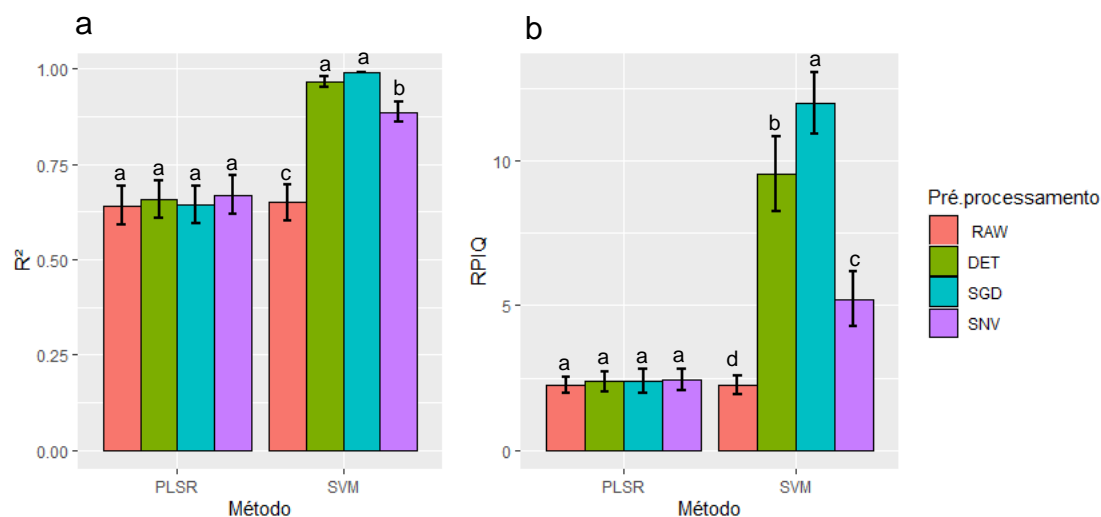 a
1.00
0.75
0.50
0.25
0.00
R²
a
a
a
a
c
a
a
b
PLSR
SVM
Método
b
10
5
0
RPIQ
a
a
a
a
d
b
a
c
PLSR
SVM
Método
Pré.processamento
RAW
DET
SGD
SNV